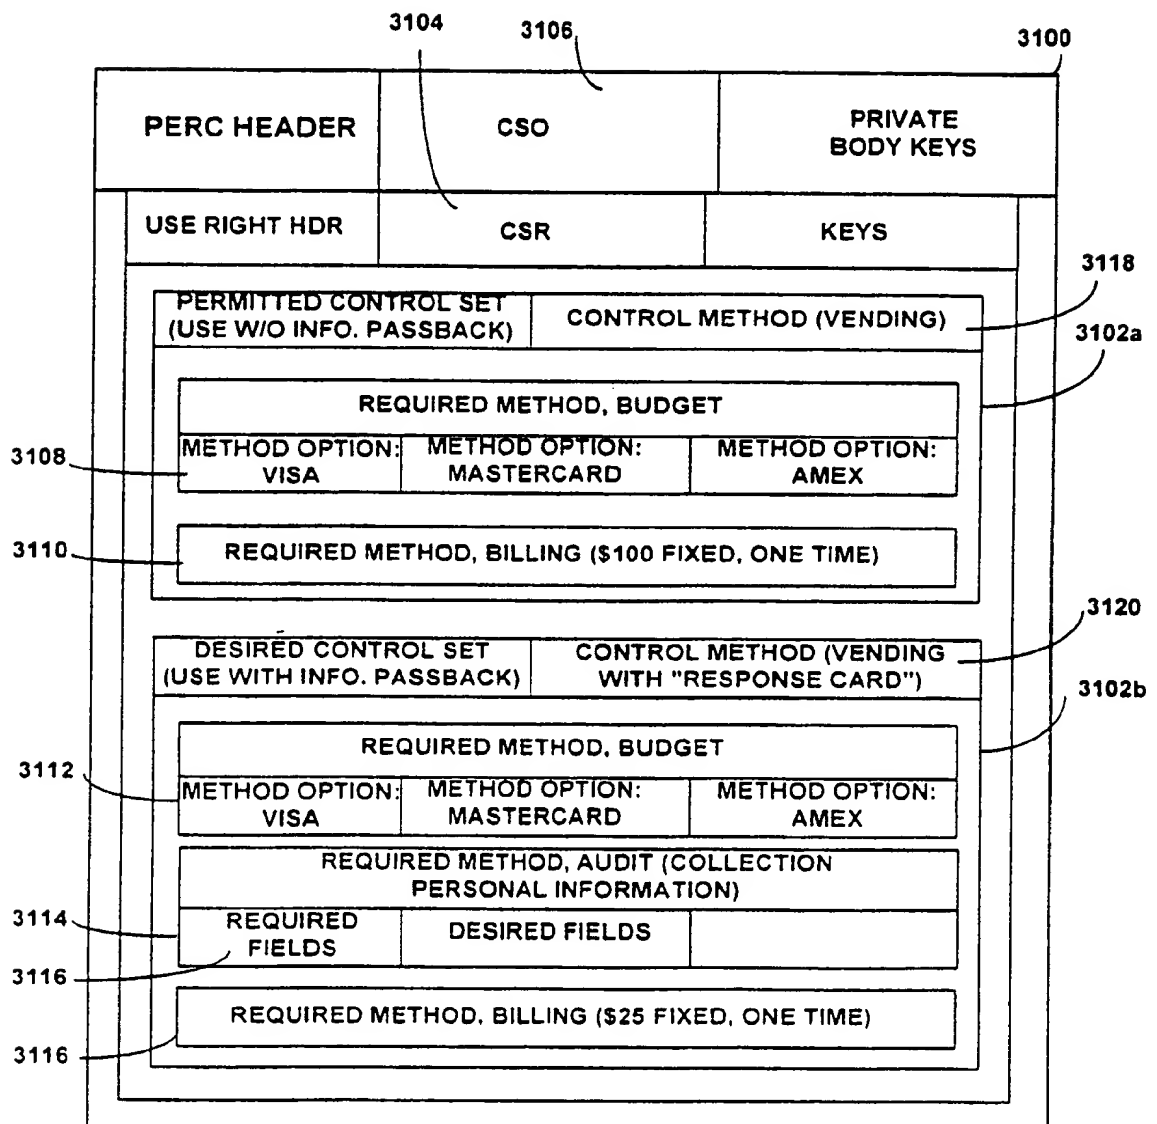 3104
3106
3100
PERC HEADER
CSO
PRIVATE
BODY KEYS
USE RIGHT HDR
CSR
KEYS
3118
PERMITTED CONTROL SET
(USE W/O INFO. PASSBACK)
CONTROL METHOD (VENDING)
3102a
REQUIRED METHOD, BUDGET
3108
METHOD OPTION:
VISA
METHOD OPTION:
MASTERCARD
METHOD OPTION:
AMEX
3110
REQUIRED METHOD, BILLING ($100 FIXED, ONE TIME)
3120
DESIRED CONTROL SET
(USE WITH INFO. PASSBACK)
CONTROL METHOD (VENDING
WITH "RESPONSE CARD")
3102b
REQUIRED METHOD, BUDGET
3112
METHOD OPTION:
VISA
METHOD OPTION:
MASTERCARD
METHOD OPTION:
AMEX
REQUIRED METHOD, AUDIT (COLLECTION
PERSONAL INFORMATION)
3114
REQUIRED
FIELDS
DESIRED FIELDS
3116
REQUIRED METHOD, BILLING ($25 FIXED, ONE TIME)
3116